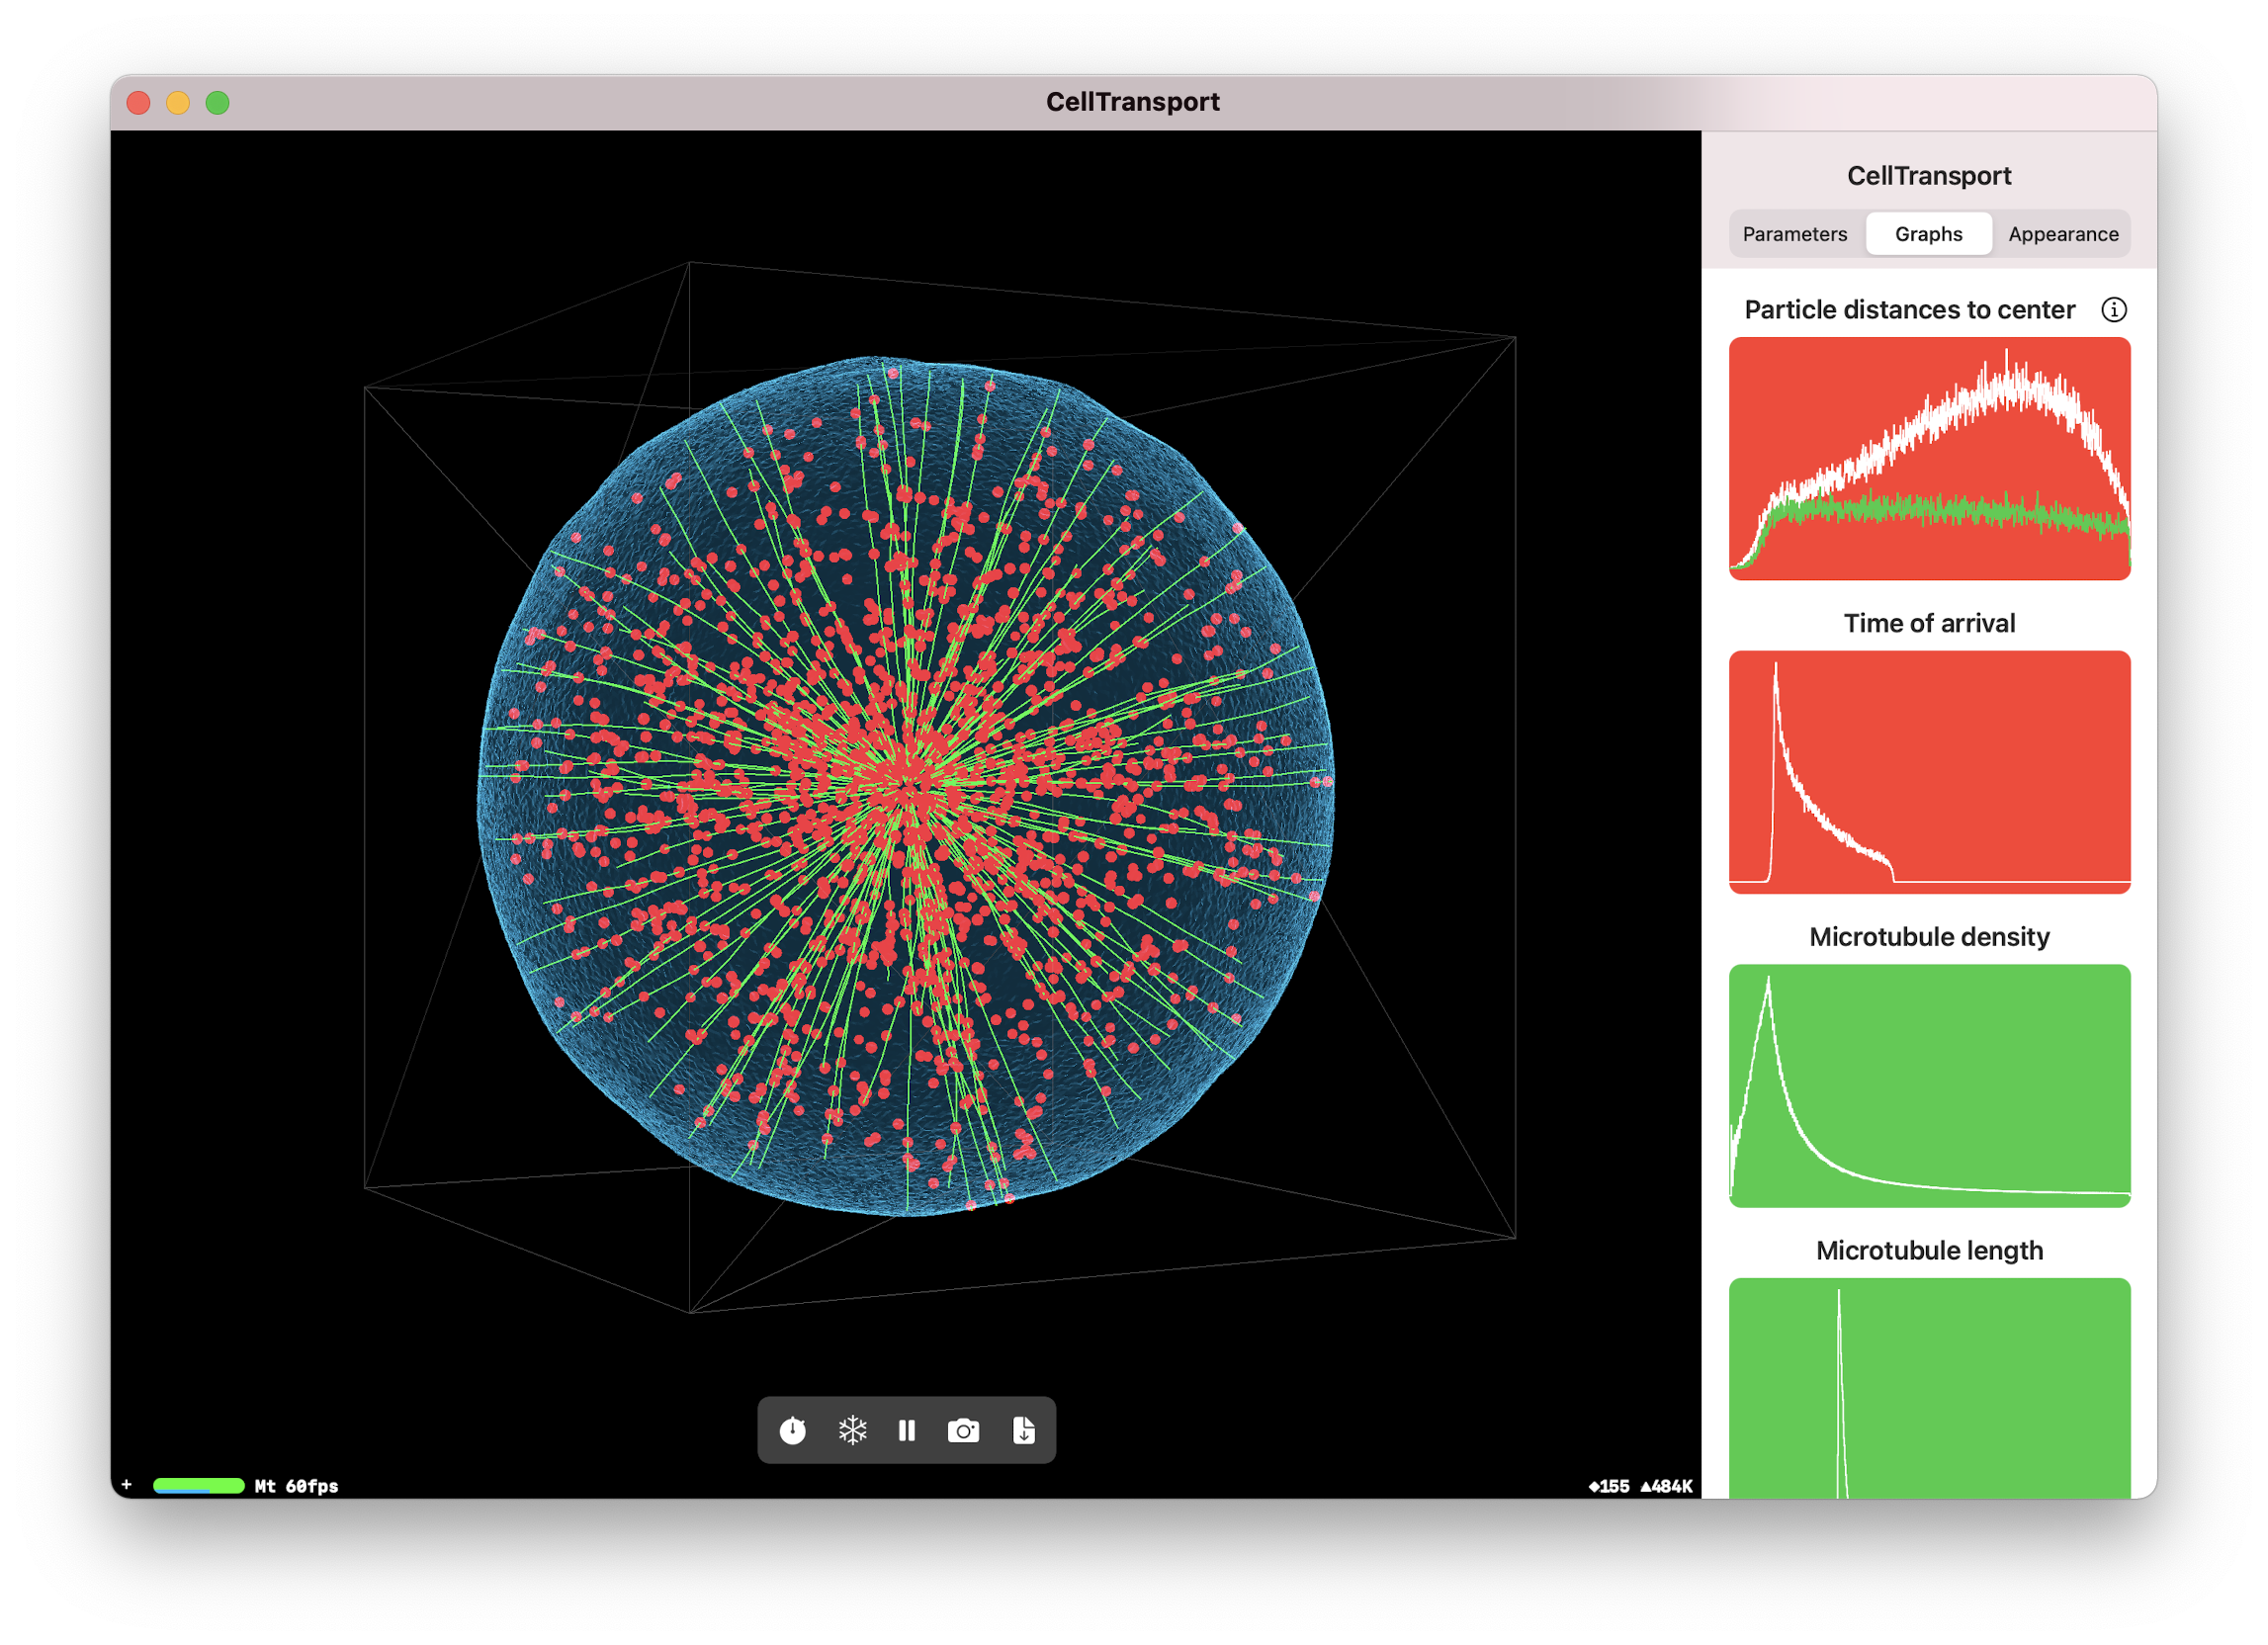 CellTransport
CellTransport
Parameters Graphs Appearance
Particle distances to center
Time of arrival
Microtubule density
Microtubule length
+ Mt 60fps
◆155 ▲484K